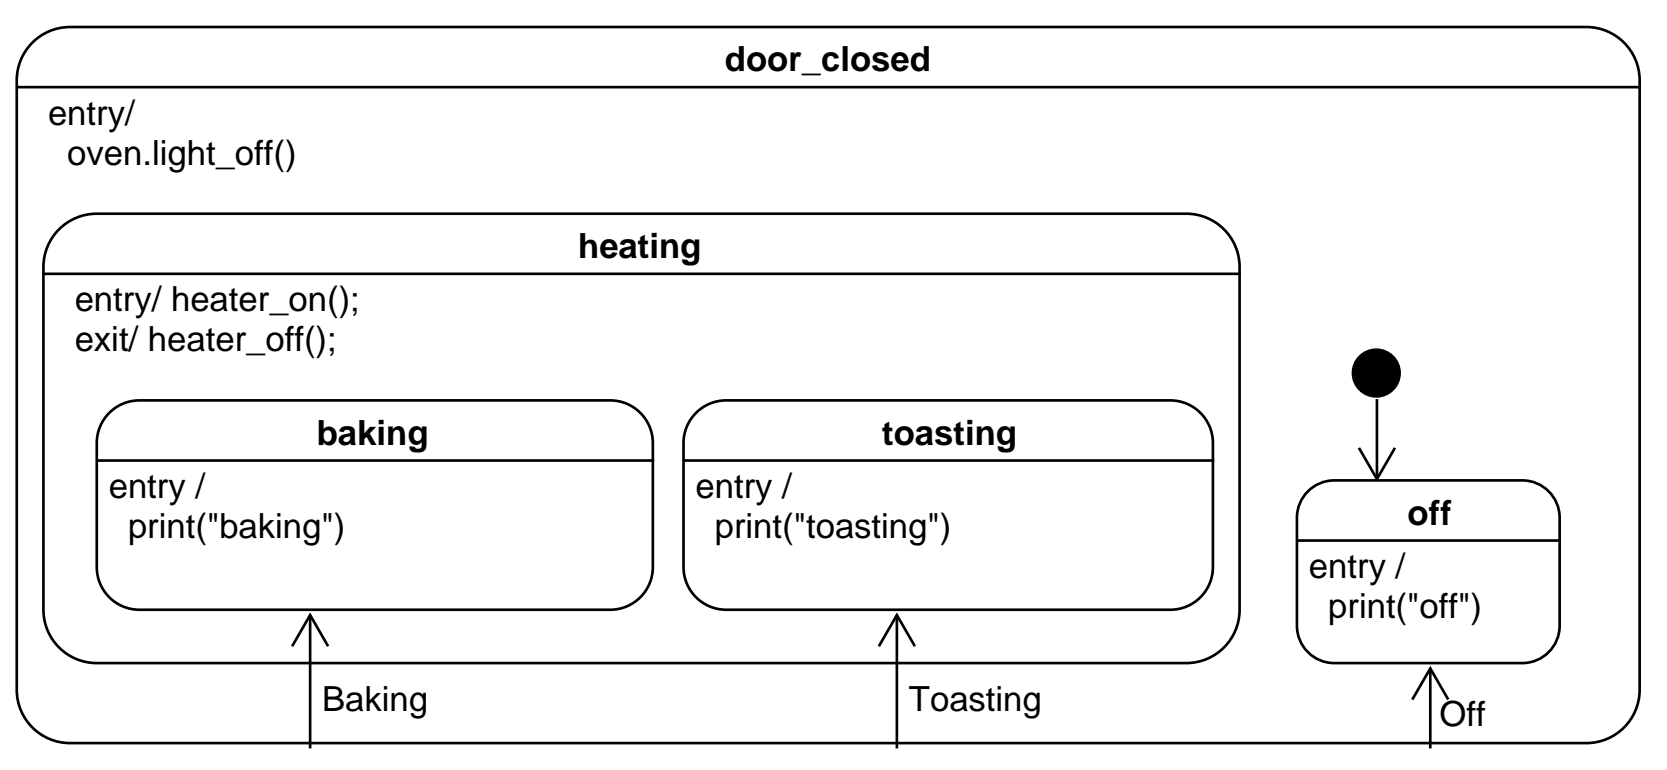 door_closed
entry/
oven.light_off()
heating
entry/ heater_on();
exit/ heater_off();
baking
entry /
print("baking")
toasting
entry /
print("toasting")
off
entry /
print("off")
Baking
Toasting
Off